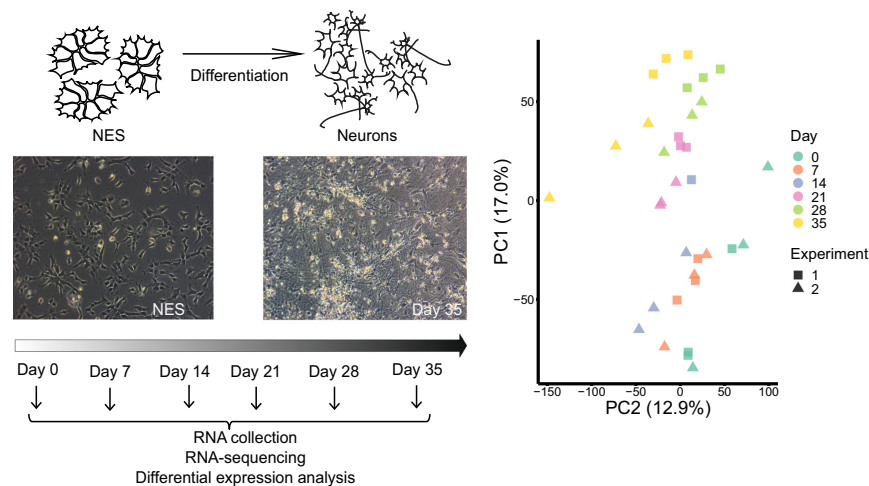 Differentiation
NES
Neurons
NES
Day 35
Day 0
Day 7
Day 14
Day 21
Day 28
Day 35
RNA collection
RNA-sequencing
Differential expression analysis
PC1 (17.0%)
50
0
−50
−150
−100
−50
0
50
100
PC2 (12.9%)
Day
0
7
14
21
28
35
Experiment
1
2